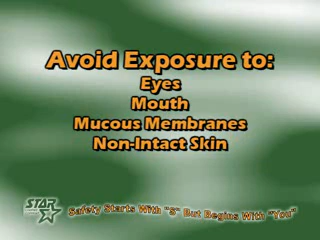 Avoid Exposure to:
Eyes
Mouth
Mucous Membranes
Non-Intact Skin
STAR
Safety Starts With "S" But Begins With "You"